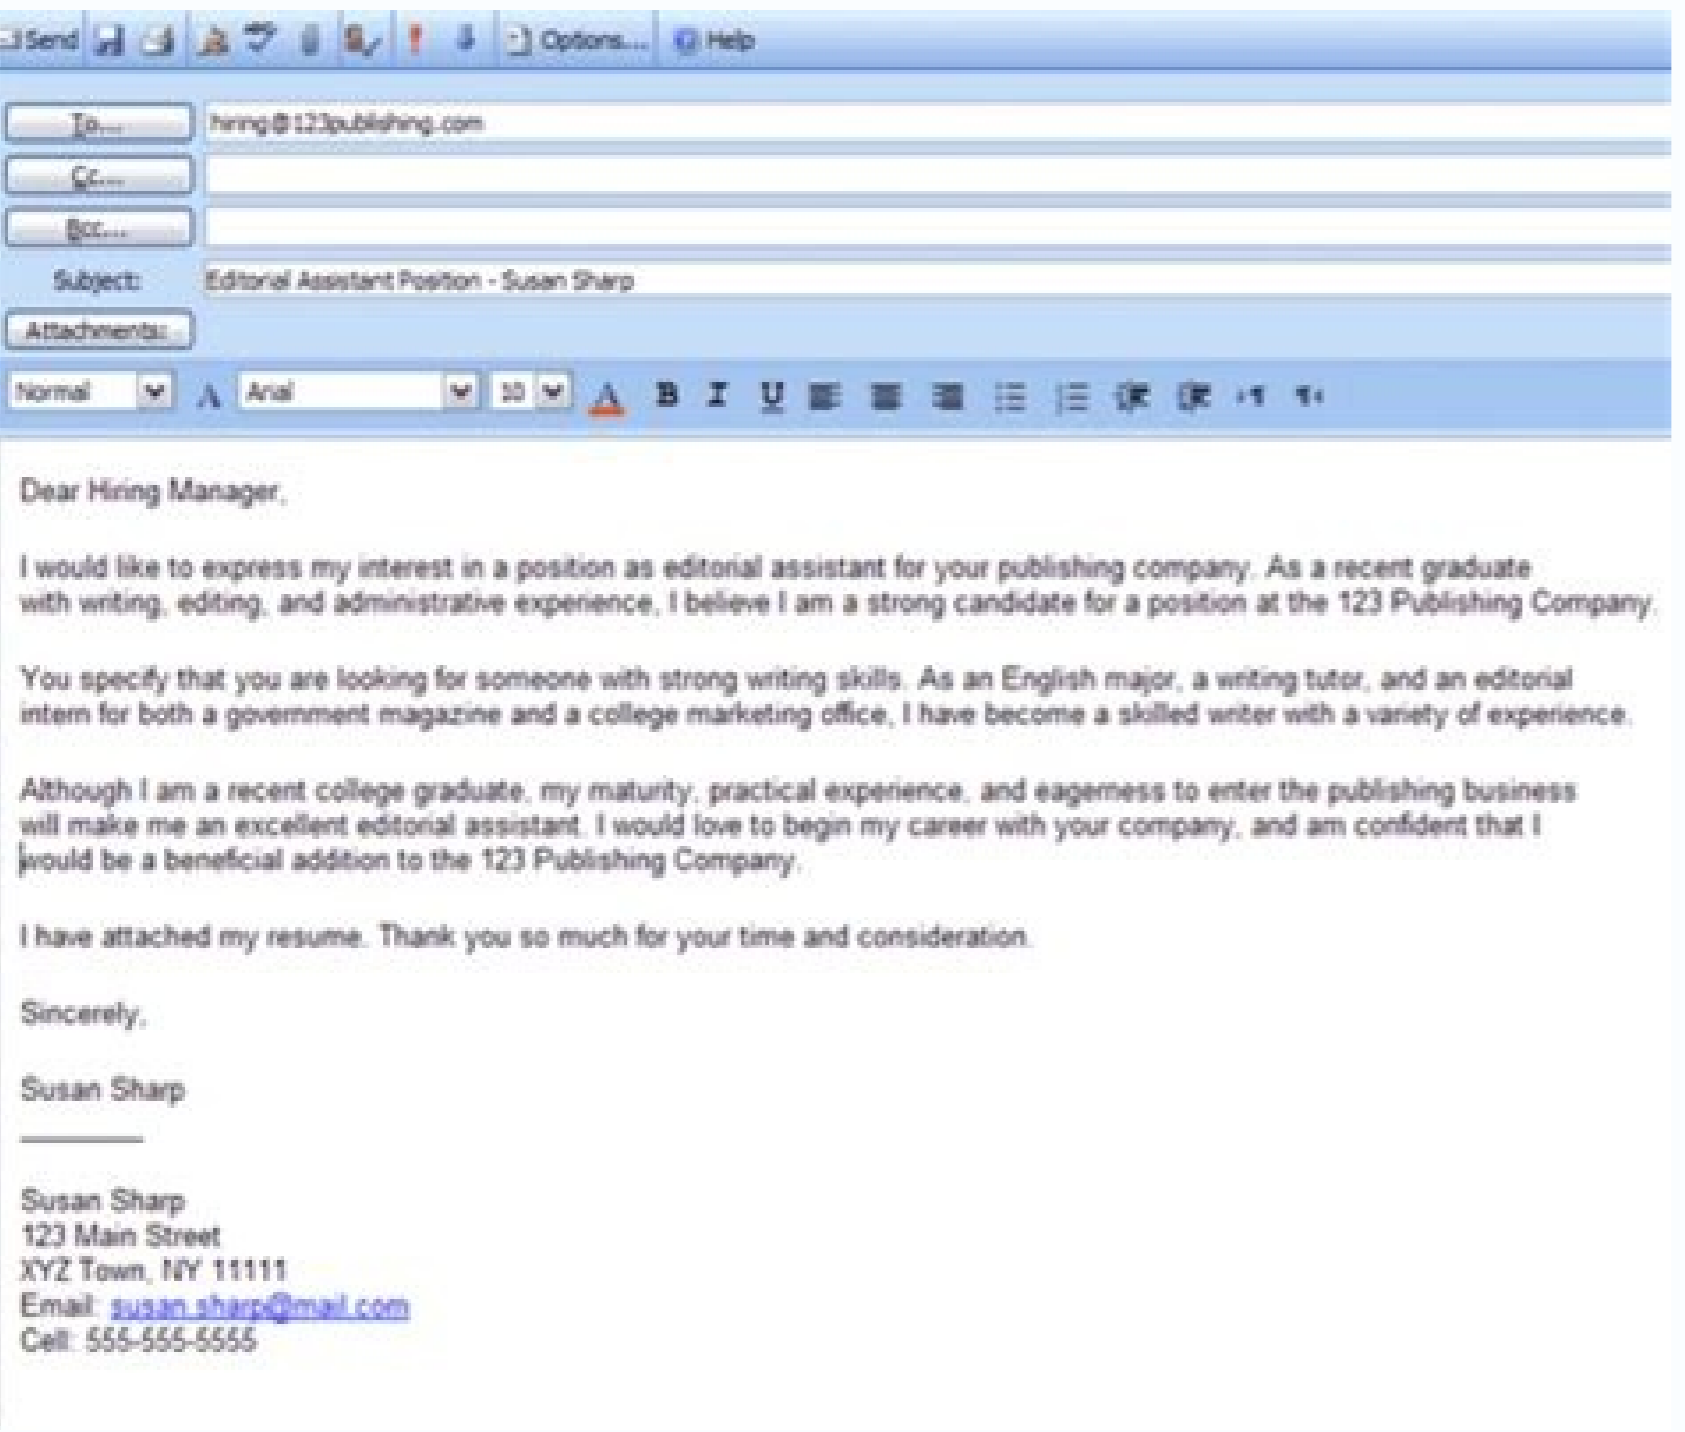 Send Options... Help
To... hiring@123publishing.com
Cc...
Bcc...
Subject: Editorial Assistant Position - Susan Sharp
Attachments:
Normal A Arial 10 A B I U
Dear Hiring Manager,
I would like to express my interest in a position as editorial assistant for your publishing company. As a recent graduate
with writing, editing, and administrative experience, I believe I am a strong candidate for a position at the 123 Publishing Company.
You specify that you are looking for someone with strong writing skills. As an English major, a writing tutor, and an editorial
intern for both a government magazine and a college marketing office, I have become a skilled writer with a variety of experience.
Although I am a recent college graduate, my maturity, practical experience, and eagerness to enter the publishing business
will make me an excellent editorial assistant. I would love to begin my career with your company, and am confident that I
would be a beneficial addition to the 123 Publishing Company.
I have attached my resume. Thank you so much for your time and consideration.
Sincerely,
Susan Sharp
Susan Sharp
123 Main Street
XYZ Town, NY 11111
Email: susan.sharp@mail.com
Cell: 555-555-5555